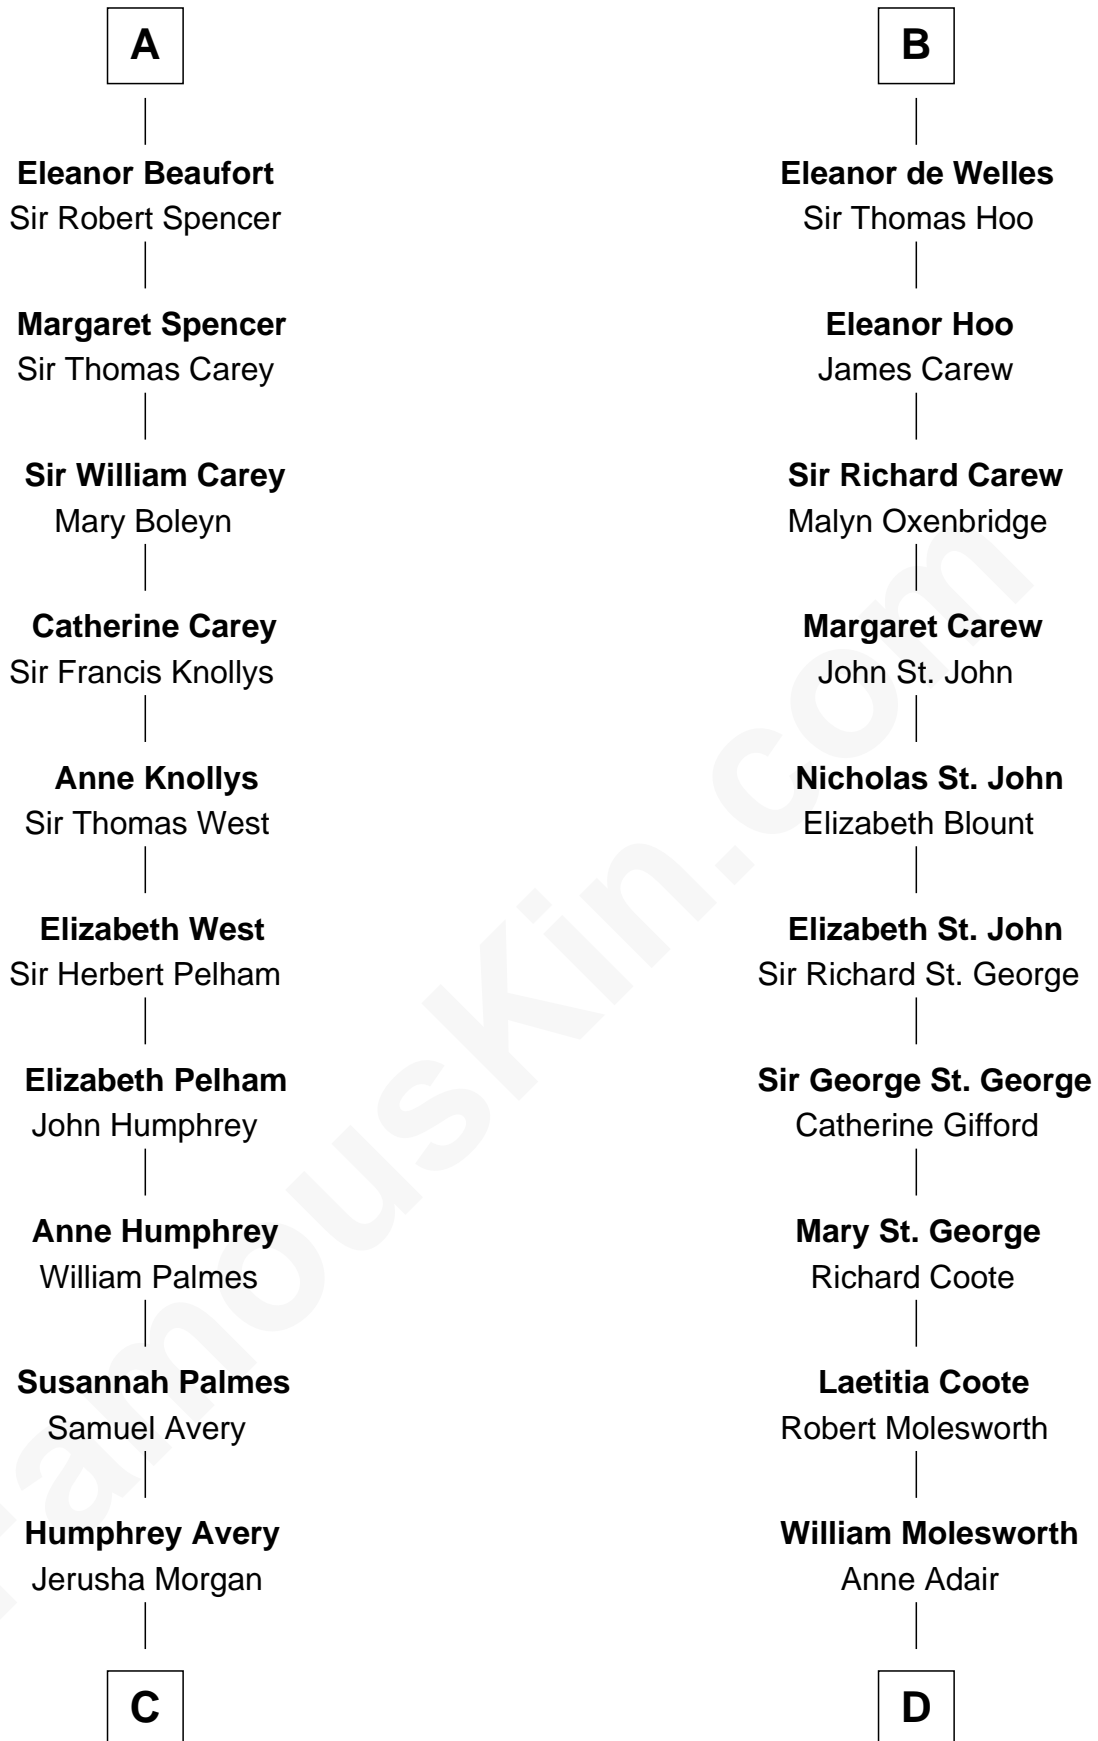 A
Eleanor Beaufort
Sir Robert Spencer
Margaret Spencer
Sir Thomas Carey
Sir William Carey
Mary Boleyn
Catherine Carey
Sir Francis Knollys
Anne Knollys
Sir Thomas West
Elizabeth West
Sir Herbert Pelham
Elizabeth Pelham
John Humphrey
Anne Humphrey
William Palmes
Susannah Palmes
Samuel Avery
Humphrey Avery
Jerusha Morgan
C
B
Eleanor de Welles
Sir Thomas Hoo
Eleanor Hoo
James Carew
Sir Richard Carew
Malyn Oxenbridge
Margaret Carew
John St. John
Nicholas St. John
Elizabeth Blount
Elizabeth St. John
Sir Richard St. George
Sir George St. George
Catherine Gifford
Mary St. George
Richard Coote
Laetitia Coote
Robert Molesworth
William Molesworth
Anne Adair
D
FamousKin.com